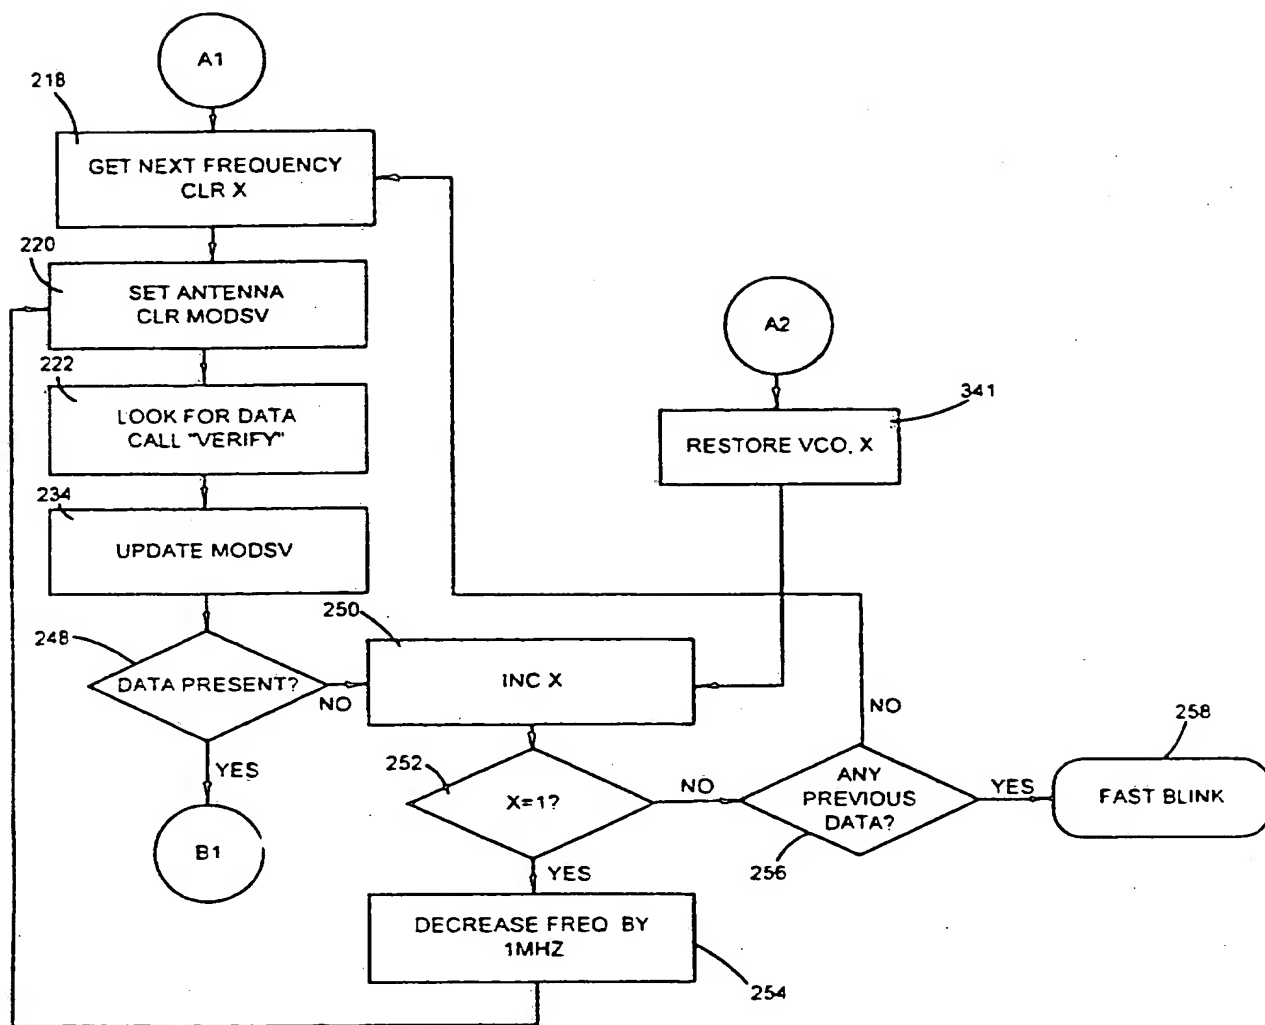 A1
218
GET NEXT FREQUENCY
CLR X
220
SET ANTENNA
CLR MODSV
A2
222
LOOK FOR DATA
CALL "VERIFY"
341
RESTORE VCO, X
234
UPDATE MODSV
250
248
DATA PRESENT?
NO
INC X
NO
258
YES
252
X=1?
NO
ANY
PREVIOUS
DATA?
YES
FAST BLINK
B1
256
YES
DECREASE FREQ BY
1MHZ
254